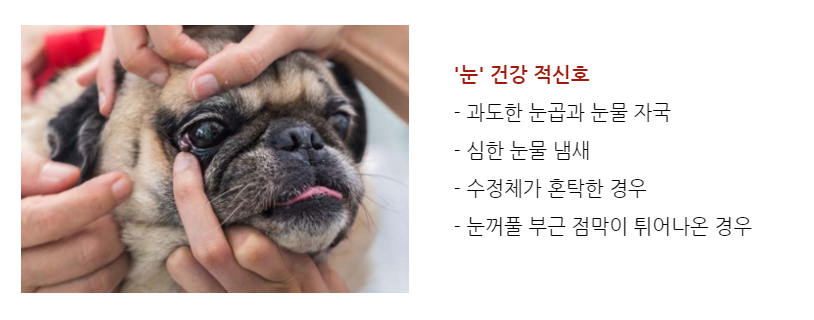 '눈' 건강 적신호
- 과도한 눈곱과 눈물 자국
- 심한 눈물 냄새
- 수정체가 혼탁한 경우
- 눈꺼풀 부근 점막이 튀어나온 경우